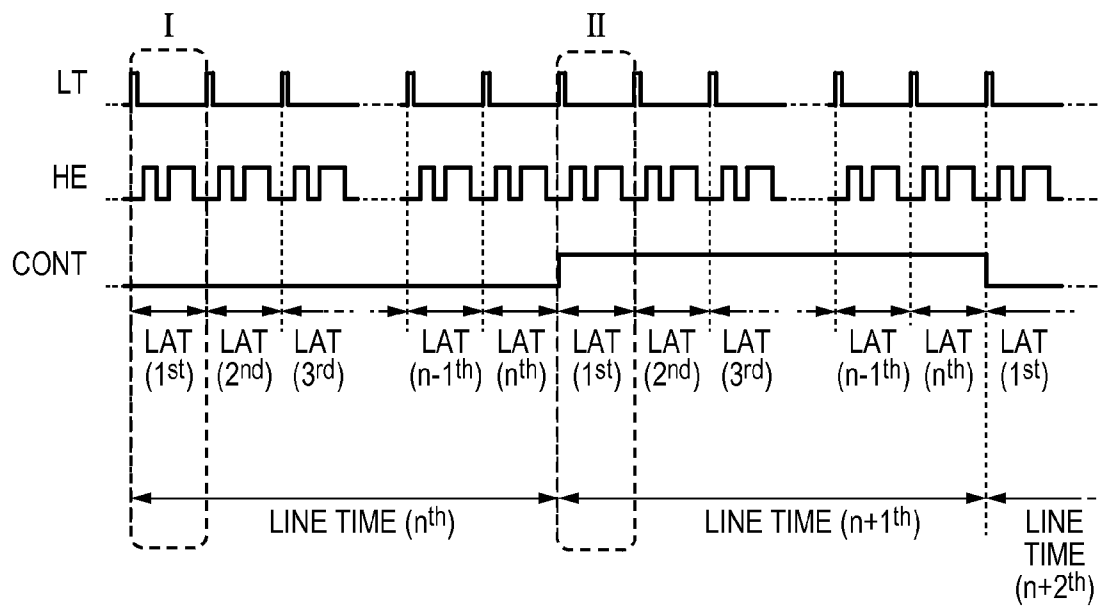 I II
LT
HE
CONT
LAT (1st) LAT (2nd) LAT (3rd) LAT (n-1th) LAT (nth) LAT (1st) LAT (2nd) LAT (3rd) LAT (n-1th) LAT (nth) LAT (1st)
LINE TIME (nth) LINE TIME (n+1th) LINE TIME (n+2th)